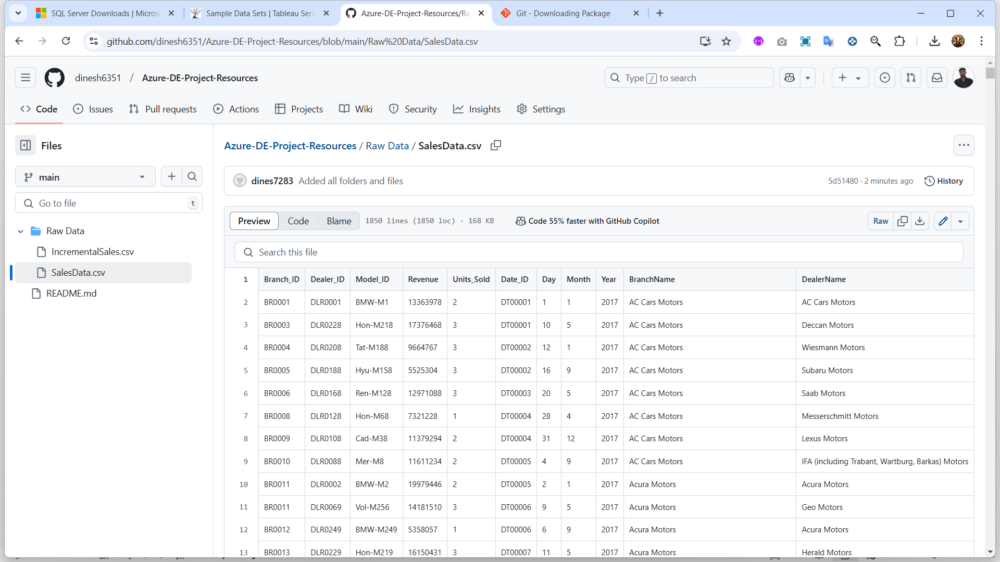 SQL Server Downloads | Micros
Sample Data Sets | Tableau Serv
Azure-DE-Project-Resources/Ra
Git - Downloading Package
github.com/dinesh6351/Azure-DE-Project-Resources/blob/main/Raw%20Data/SalesData.csv
dinesh6351 / Azure-DE-Project-Resources
Type / to search
Code Issues Pull requests Actions Projects Wiki Security Insights Settings
Files
Azure-DE-Project-Resources / Raw Data / SalesData.csv
main
Go to file t
Raw Data
IncrementalSales.csv
SalesData.csv
README.md
dines7283 Added all folders and files 5d51480 · 2 minutes ago History
Preview Code Blame 1850 lines (1850 loc) · 168 KB Code 55% faster with GitHub Copilot Raw
Search this file
1 Branch_ID Dealer_ID Model_ID Revenue Units_Sold Date_ID Day Month Year BranchName DealerName
2 BR0001 DLR0001 BMW-M1 13363978 2 DT00001 1 1 2017 AC Cars Motors AC Cars Motors
3 BR0003 DLR0228 Hon-M218 17376468 3 DT00001 10 5 2017 AC Cars Motors Deccan Motors
4 BR0004 DLR0208 Tat-M188 9664767 3 DT00002 12 1 2017 AC Cars Motors Wiesmann Motors
5 BR0005 DLR0188 Hyu-M158 5525304 3 DT00002 16 9 2017 AC Cars Motors Subaru Motors
6 BR0006 DLR0168 Ren-M128 12971088 3 DT00003 20 5 2017 AC Cars Motors Saab Motors
7 BR0008 DLR0128 Hon-M68 7321228 1 DT00004 28 4 2017 AC Cars Motors Messerschmitt Motors
8 BR0009 DLR0108 Cad-M38 11379294 2 DT00004 31 12 2017 AC Cars Motors Lexus Motors
9 BR0010 DLR0088 Mer-M8 11611234 2 DT00005 4 9 2017 AC Cars Motors IFA (including Trabant, Wartburg, Barkas) Motors
10 BR0011 DLR0002 BMW-M2 19979446 2 DT00005 2 1 2017 Acura Motors Acura Motors
11 BR0011 DLR0069 Vol-M256 14181510 3 DT00006 9 5 2017 Acura Motors Geo Motors
12 BR0012 DLR0249 BMW-M249 5358057 1 DT00006 6 9 2017 Acura Motors Acura Motors
13 BR0013 DLR0229 Hon-M219 16150431 3 DT00007 11 5 2017 Acura Motors Herald Motors